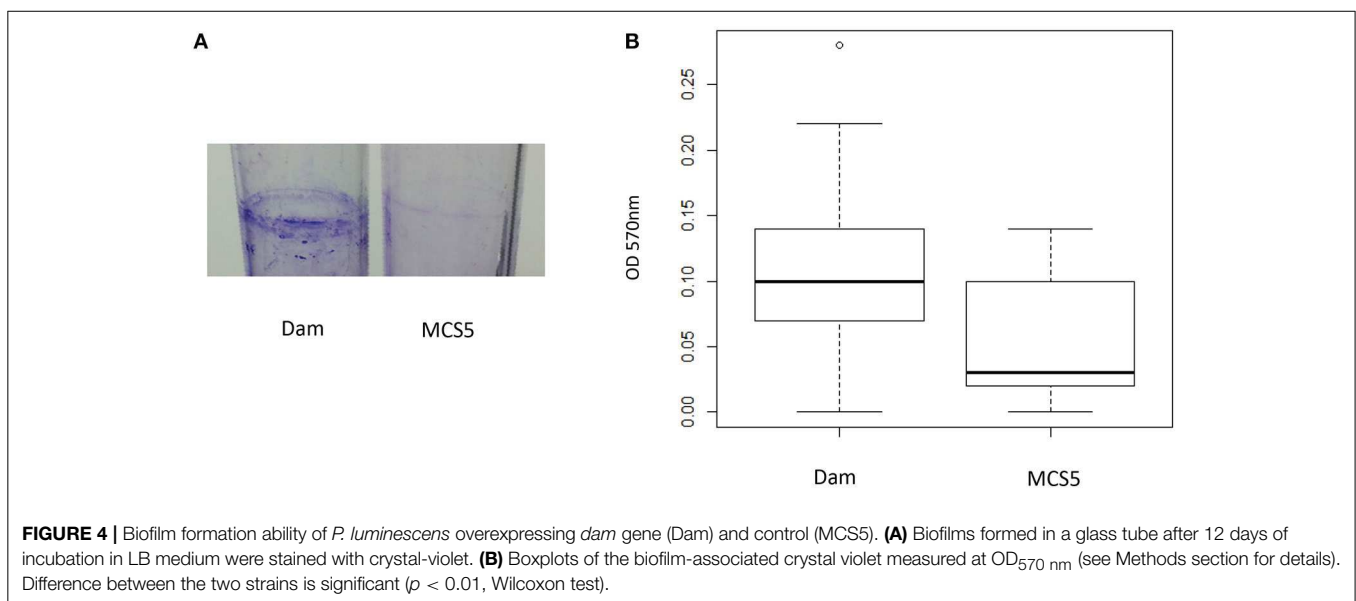 A
B
Dam
MCS5
OD 570nm
0.25
0.20
0.15
0.10
0.05
0.00
Dam
MCS5
FIGURE 4 | Biofilm formation ability of P. luminescens overexpressing dam gene (Dam) and control (MCS5). (A) Biofilms formed in a glass tube after 12 days of
incubation in LB medium were stained with crystal-violet. (B) Boxplots of the biofilm-associated crystal violet measured at OD570 nm (see Methods section for details).
Difference between the two strains is significant (p < 0.01, Wilcoxon test).